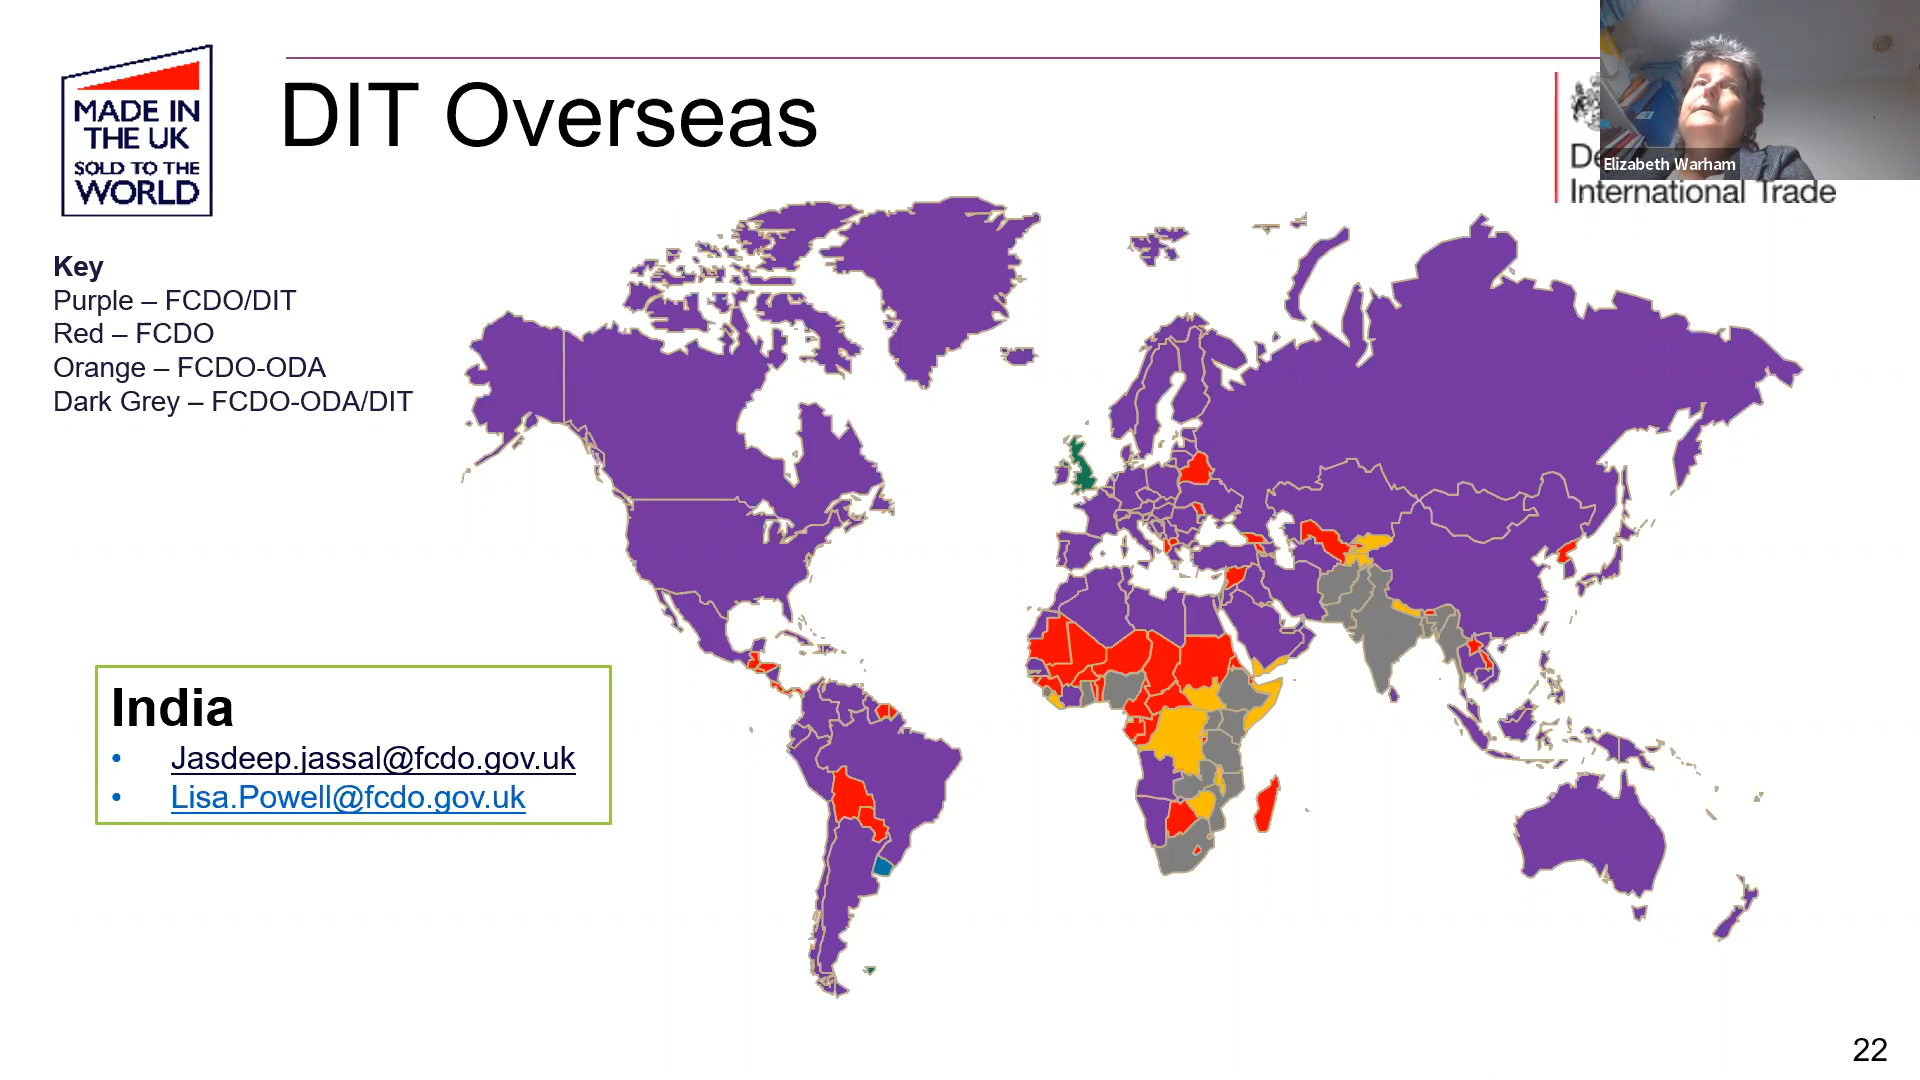 MADE IN
THE UK
SOLD TO THE
WORLD
DIT Overseas
Elizabeth Warham
International Trade
Key
Purple – FCDO/DIT
Red – FCDO
Orange – FCDO-ODA
Dark Grey – FCDO-ODA/DIT
India
• Jasdeep.jassal@fcdo.gov.uk
• Lisa.Powell@fcdo.gov.uk
22